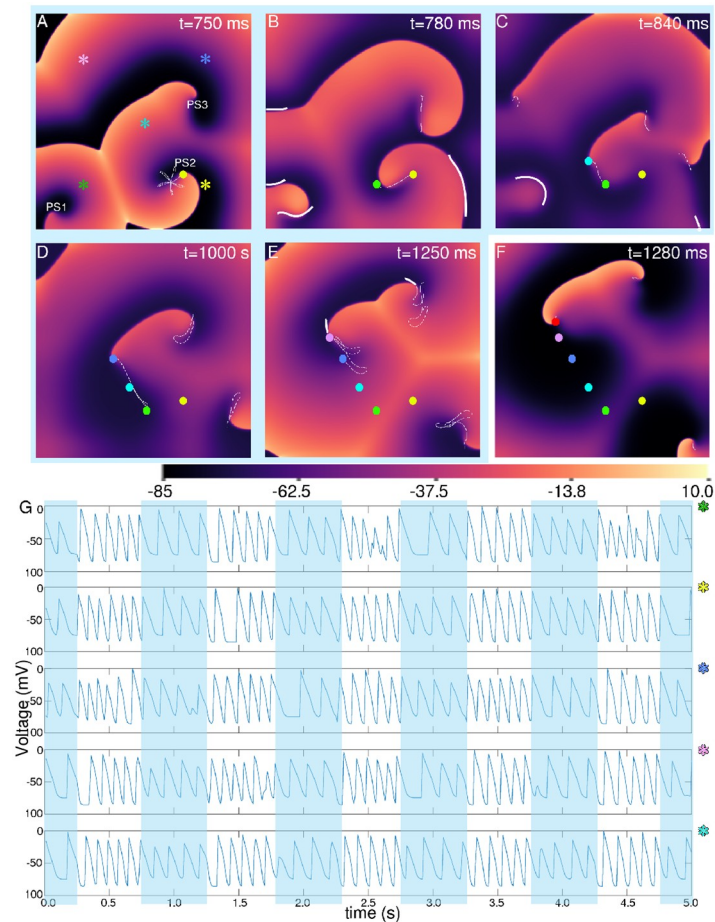 A t=750 ms
PS3
PS2
PS1
B t=780 ms
C t=840 ms
D t=1000 s
E t=1250 ms
F t=1280 ms
-85 -62.5 -37.5 -13.8 10.0
G
0
50
100
0
50
100
0
50
100
0
50
100
0
50
100
Voltage (mV)
0.0 0.5 1.0 1.5 2.0 2.5 3.0 3.5 4.0 4.5 5.0
time (s)